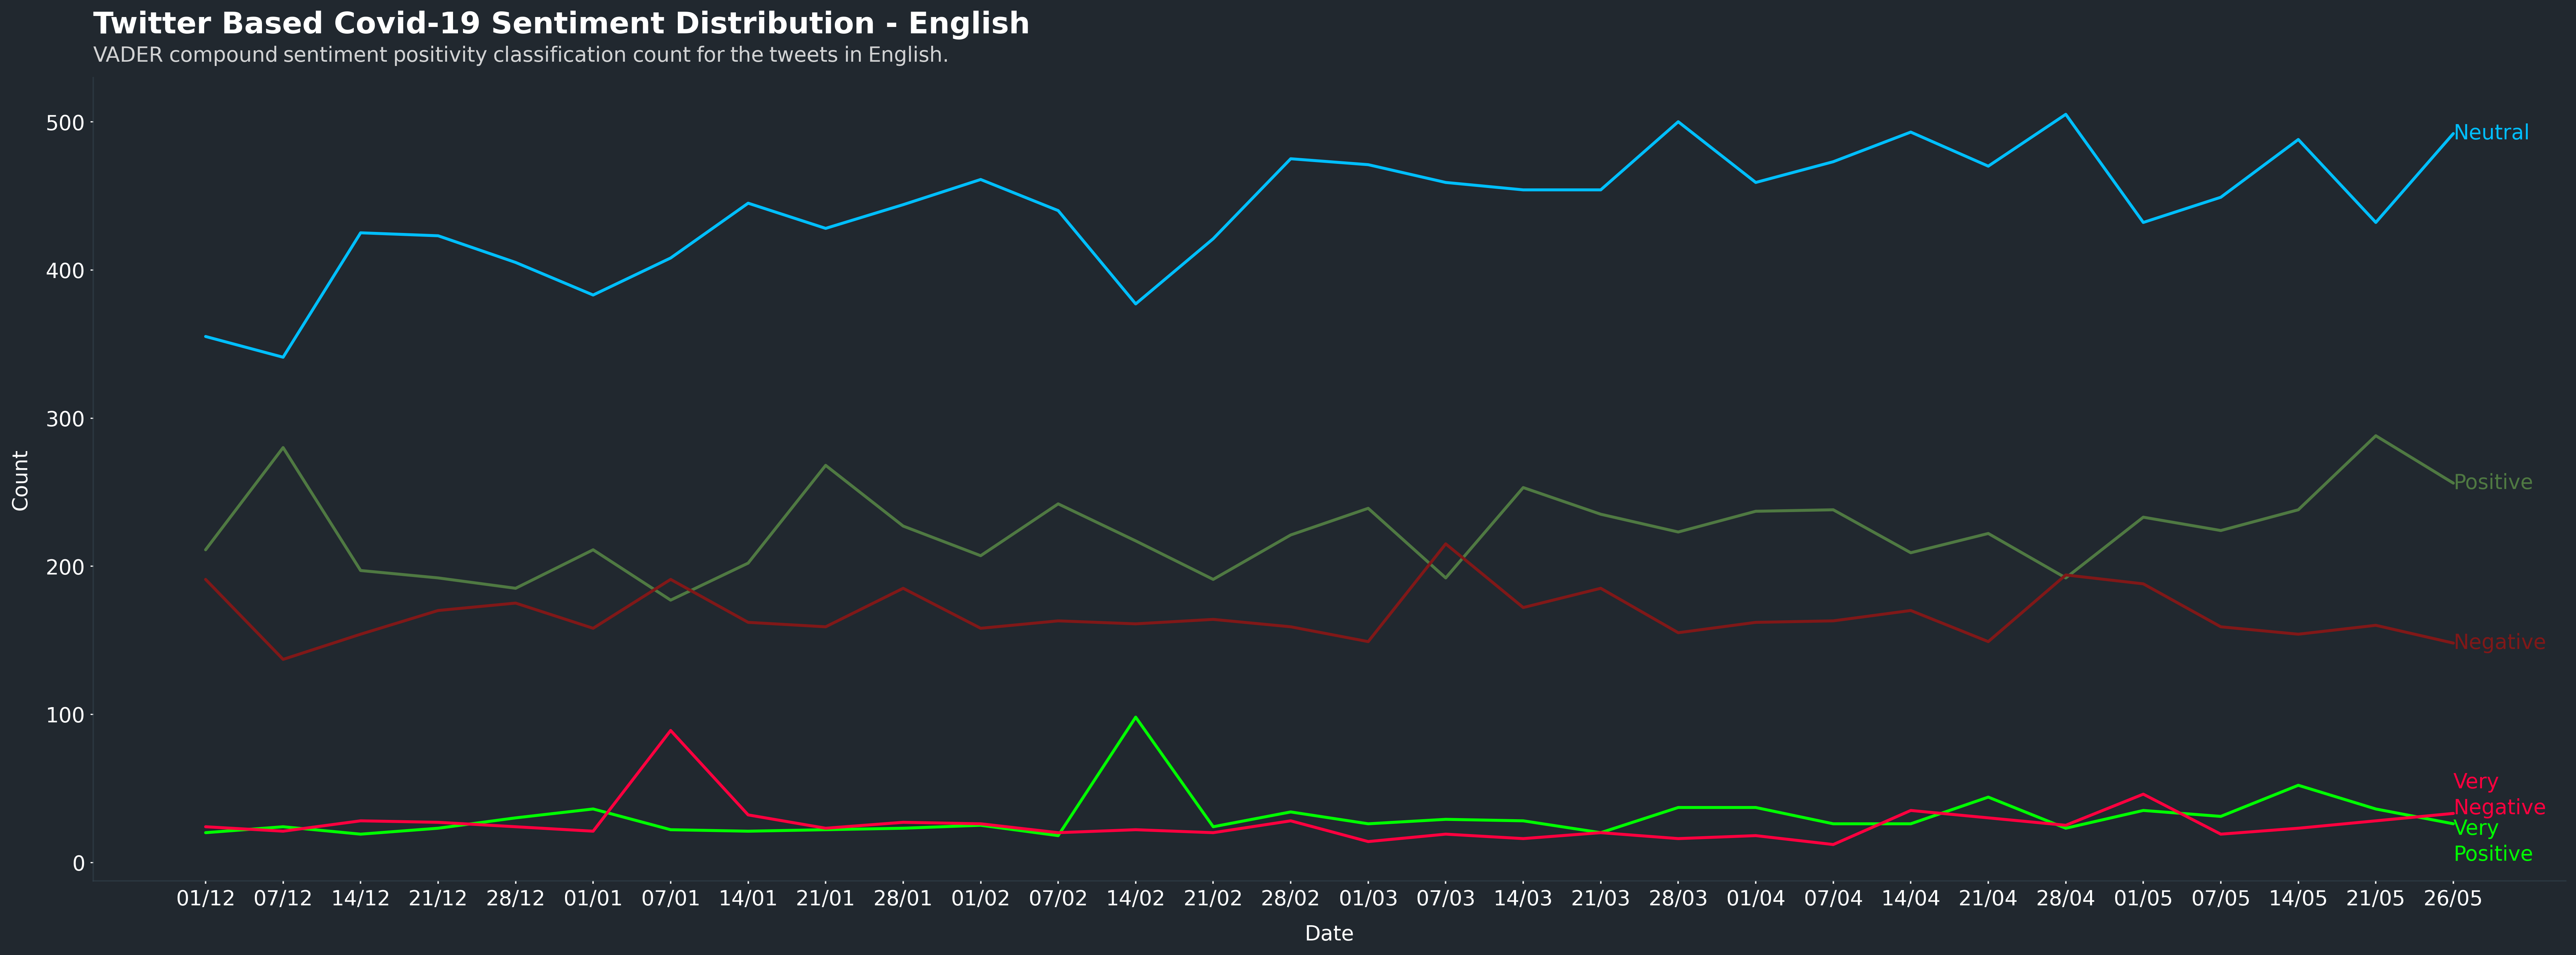 Twitter Based Covid-19 Sentiment Distribution - English
VADER compound sentiment positivity classification count for the tweets in English.
500
400
300
200
100
0
Count
Neutral
Positive
Negative
Very
Negative
Very
Positive
01/12 07/12 14/12 21/12 28/12 01/01 07/01 14/01 21/01 28/01 01/02 07/02 14/02 21/02 28/02 01/03 07/03 14/03 21/03 28/03 01/04 07/04 14/04 21/04 28/04 01/05 07/05 14/05 21/05 26/05
Date